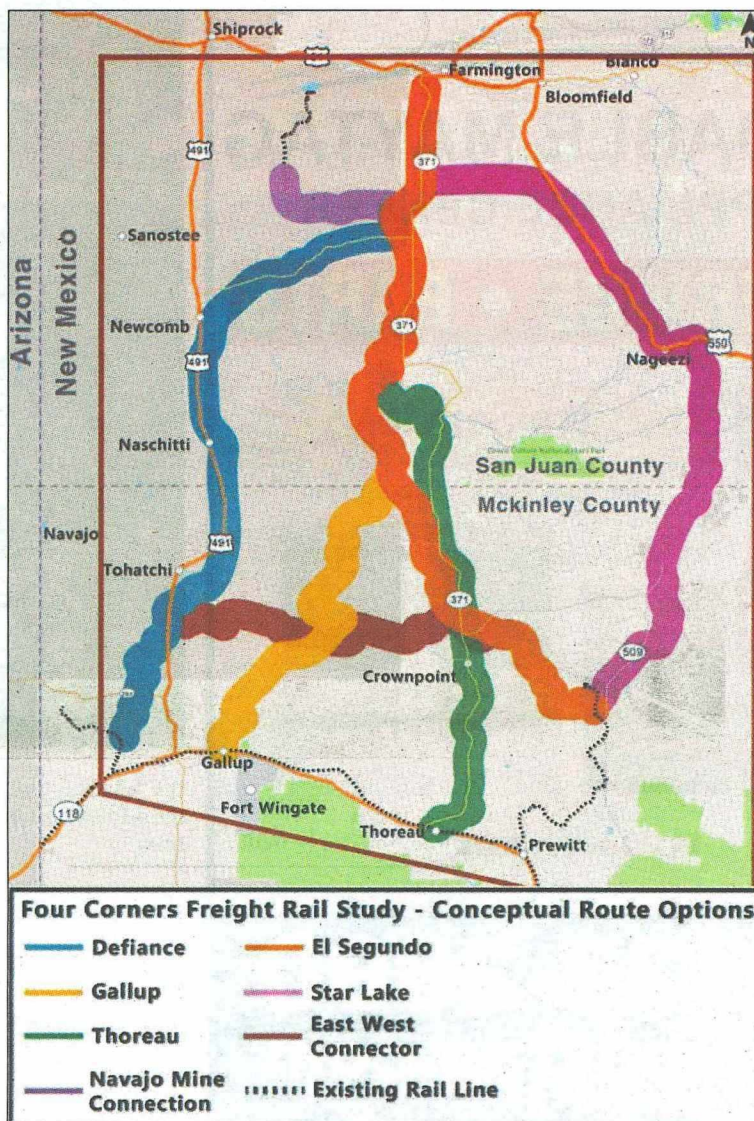 Shiprock
N
Farmington
Blanco
Bloomfield
491
371
Sanostee
Arizona
New Mexico
Newcomb
371
491
550
Nageezi
Naschitti
San Juan County
Mckinley County
Navajo
491
Tohatchi
371
509
Crownpoint
Gallup
Fort Wingate
118
Thoreau
Prewitt
Four Corners Freight Rail Study - Conceptual Route Options
Defiance
El Segundo
Gallup
Star Lake
Thoreau
East West
Connector
Navajo Mine
Connection
Existing Rail Line